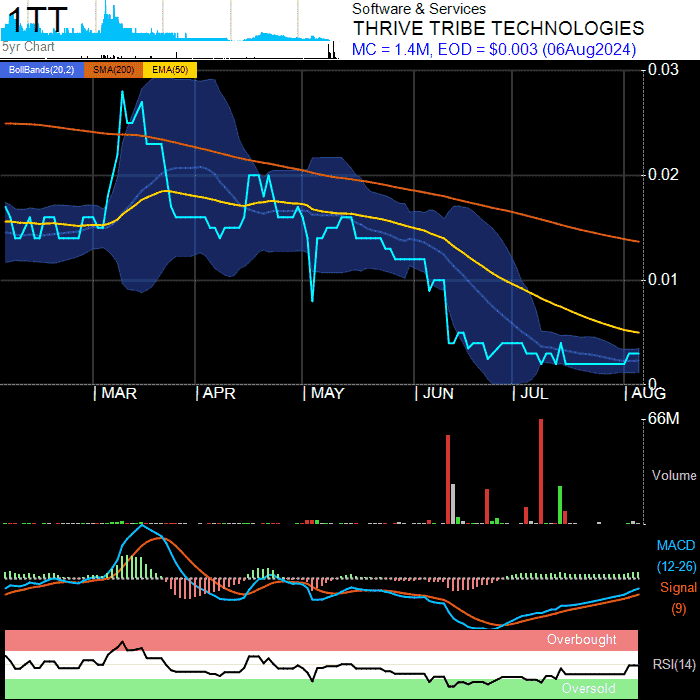 1TT
5yr Chart
Software & Services
THRIVE TRIBE TECHNOLOGIES
MC = 1.4M, EOD = $0.003 (06Aug2024)
BollBands(20,2) SMA(200) EMA(50)
0.03
0.02
0.01
0
| MAR | APR | MAY | JUN | JUL | AUG
66M
Volume
MACD
(12-26)
Signal
(9)
Overbought
RSI(14)
Oversold